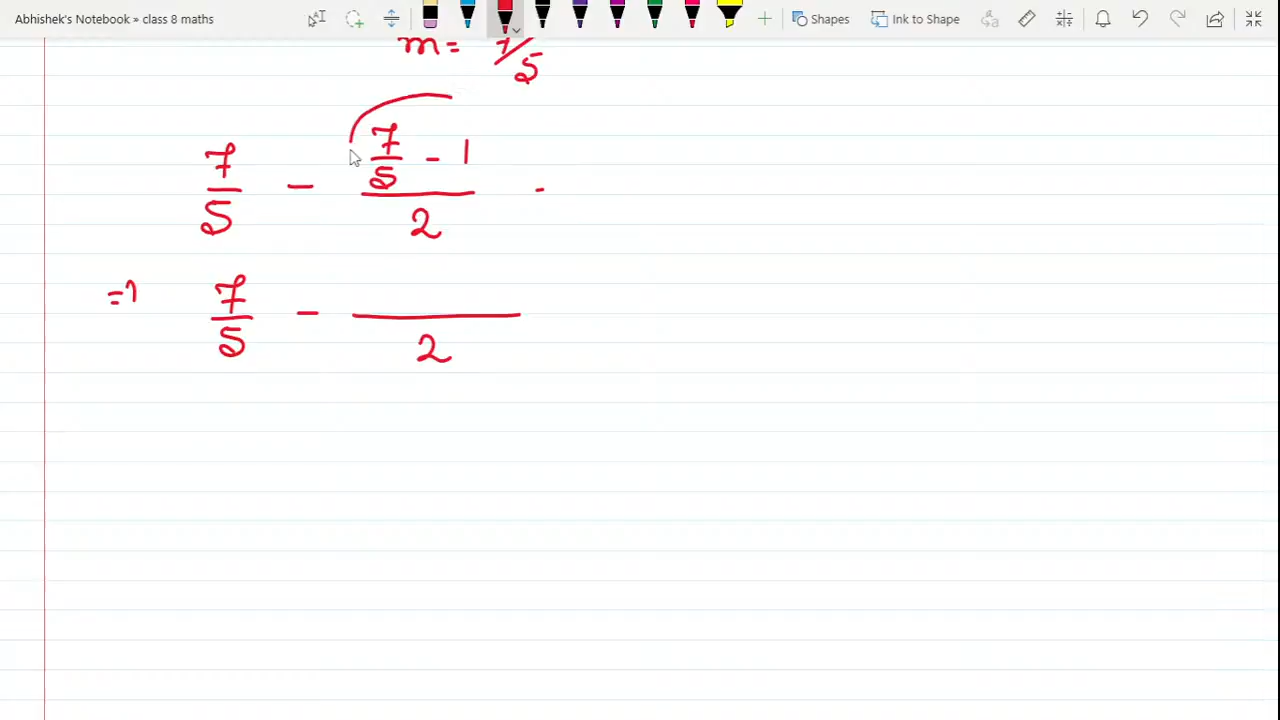 Abhishek's Notebook » class 8 maths Shapes Ink to Shape
m = 7/5
7/5 - (7/5 - 1)/2 -
=> 7/5 - /2